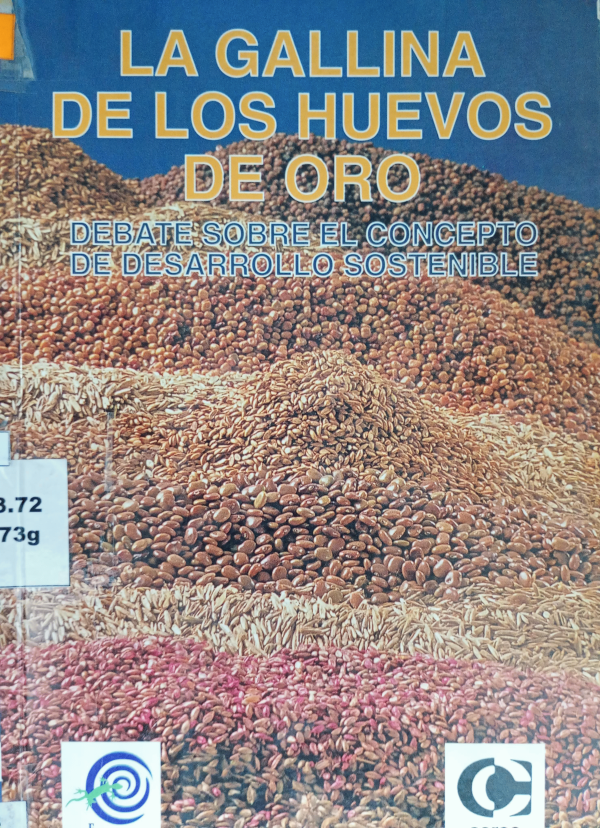 LA GALLINA
DE LOS HUEVOS
DE ORO
DEBATE SOBRE EL CONCEPTO
DE DESARROLLO SOSTENIBLE
3.72
73g